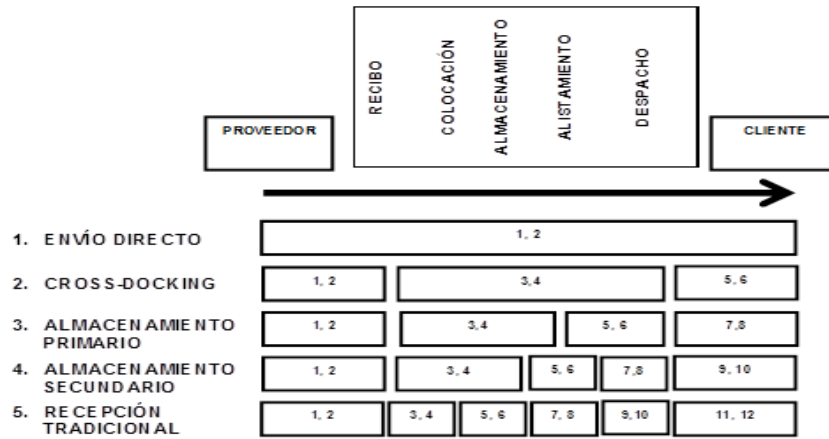 RECIBO
COLOCACIÓN
ALMACENAMIENTO
ALISTAMIENTO
DESPACHO
PROVEEDOR
CLIENTE
1. ENVÍO DIRECTO
1, 2
2. CROSS-DOCKING
1, 2
3,4
5, 6
3. ALMACENAMIENTO
PRIMARIO
1, 2
3,4
5, 6
7,8
4. ALMACENAMIENTO
SECUNDARIO
1, 2
3, 4
5, 6
7,8
9, 10
5. RECEPCIÓN
TRADICIONAL
1, 2
3, 4
5, 6
7, 8
9,10
11, 12